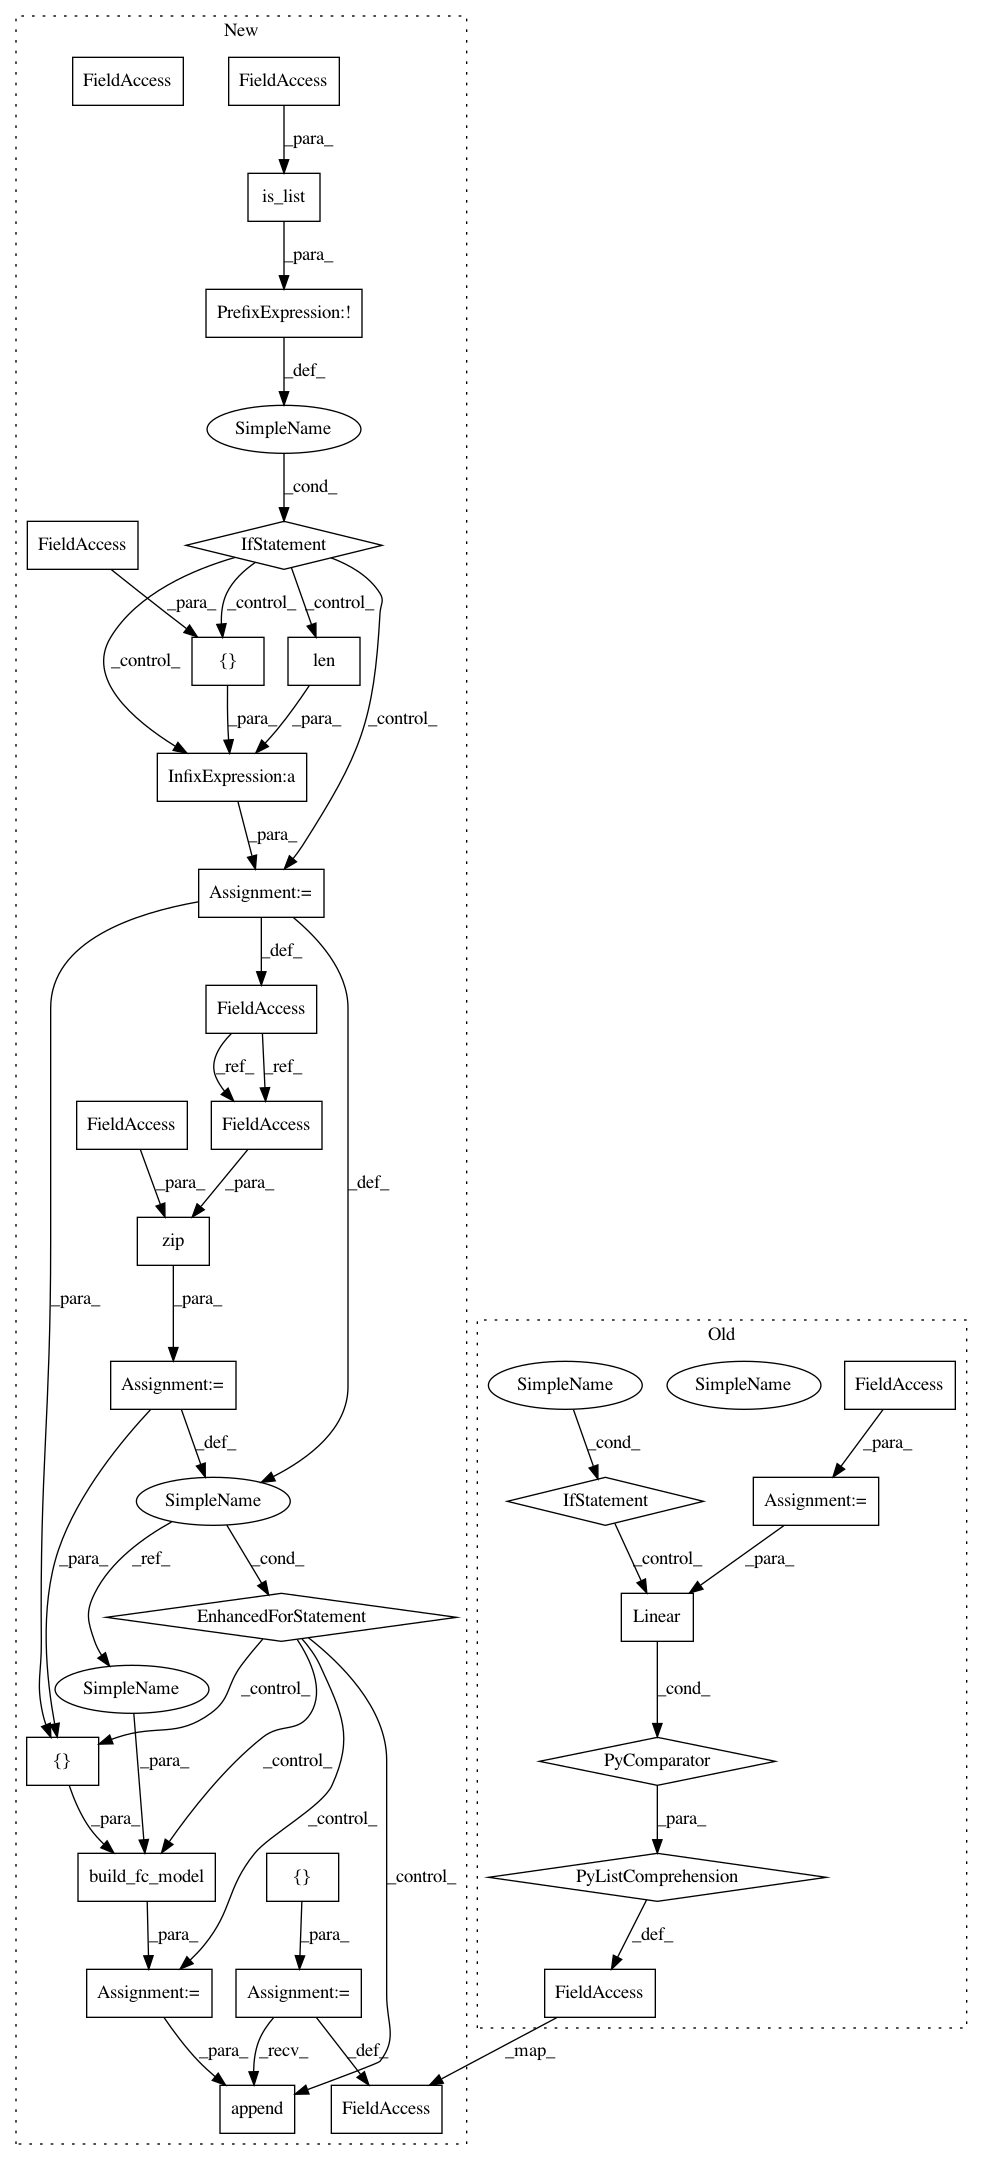 New
FieldAccess
FieldAccess
_para_
is_list
_para_
PrefixExpression:!
_def_
SimpleName
_cond_
FieldAccess
IfStatement
_para_
_control_
_control_
_control_
{}
len
_control_
_para_
_para_
InfixExpression:a
_para_
Assignment:=
_def_
FieldAccess
_ref_
_ref_
FieldAccess
FieldAccess
_para_
_para_
_def_
zip
_para_
_para_
Old
Assignment:=
SimpleName
SimpleName
FieldAccess
_def_
_cond_
_para_
SimpleName
IfStatement
Assignment:=
_para_
_ref_
_cond_
_control_
_para_
EnhancedForStatement
Linear
SimpleName
_control_
_cond_
{}
_para_
_control_
PyComparator
_para_
_control_
_para_
build_fc_model
{}
_control_
PyListComprehension
_para_
_para_
_def_
Assignment:=
Assignment:=
FieldAccess
_para_
_recv_
_def_
_map_
append
FieldAccess